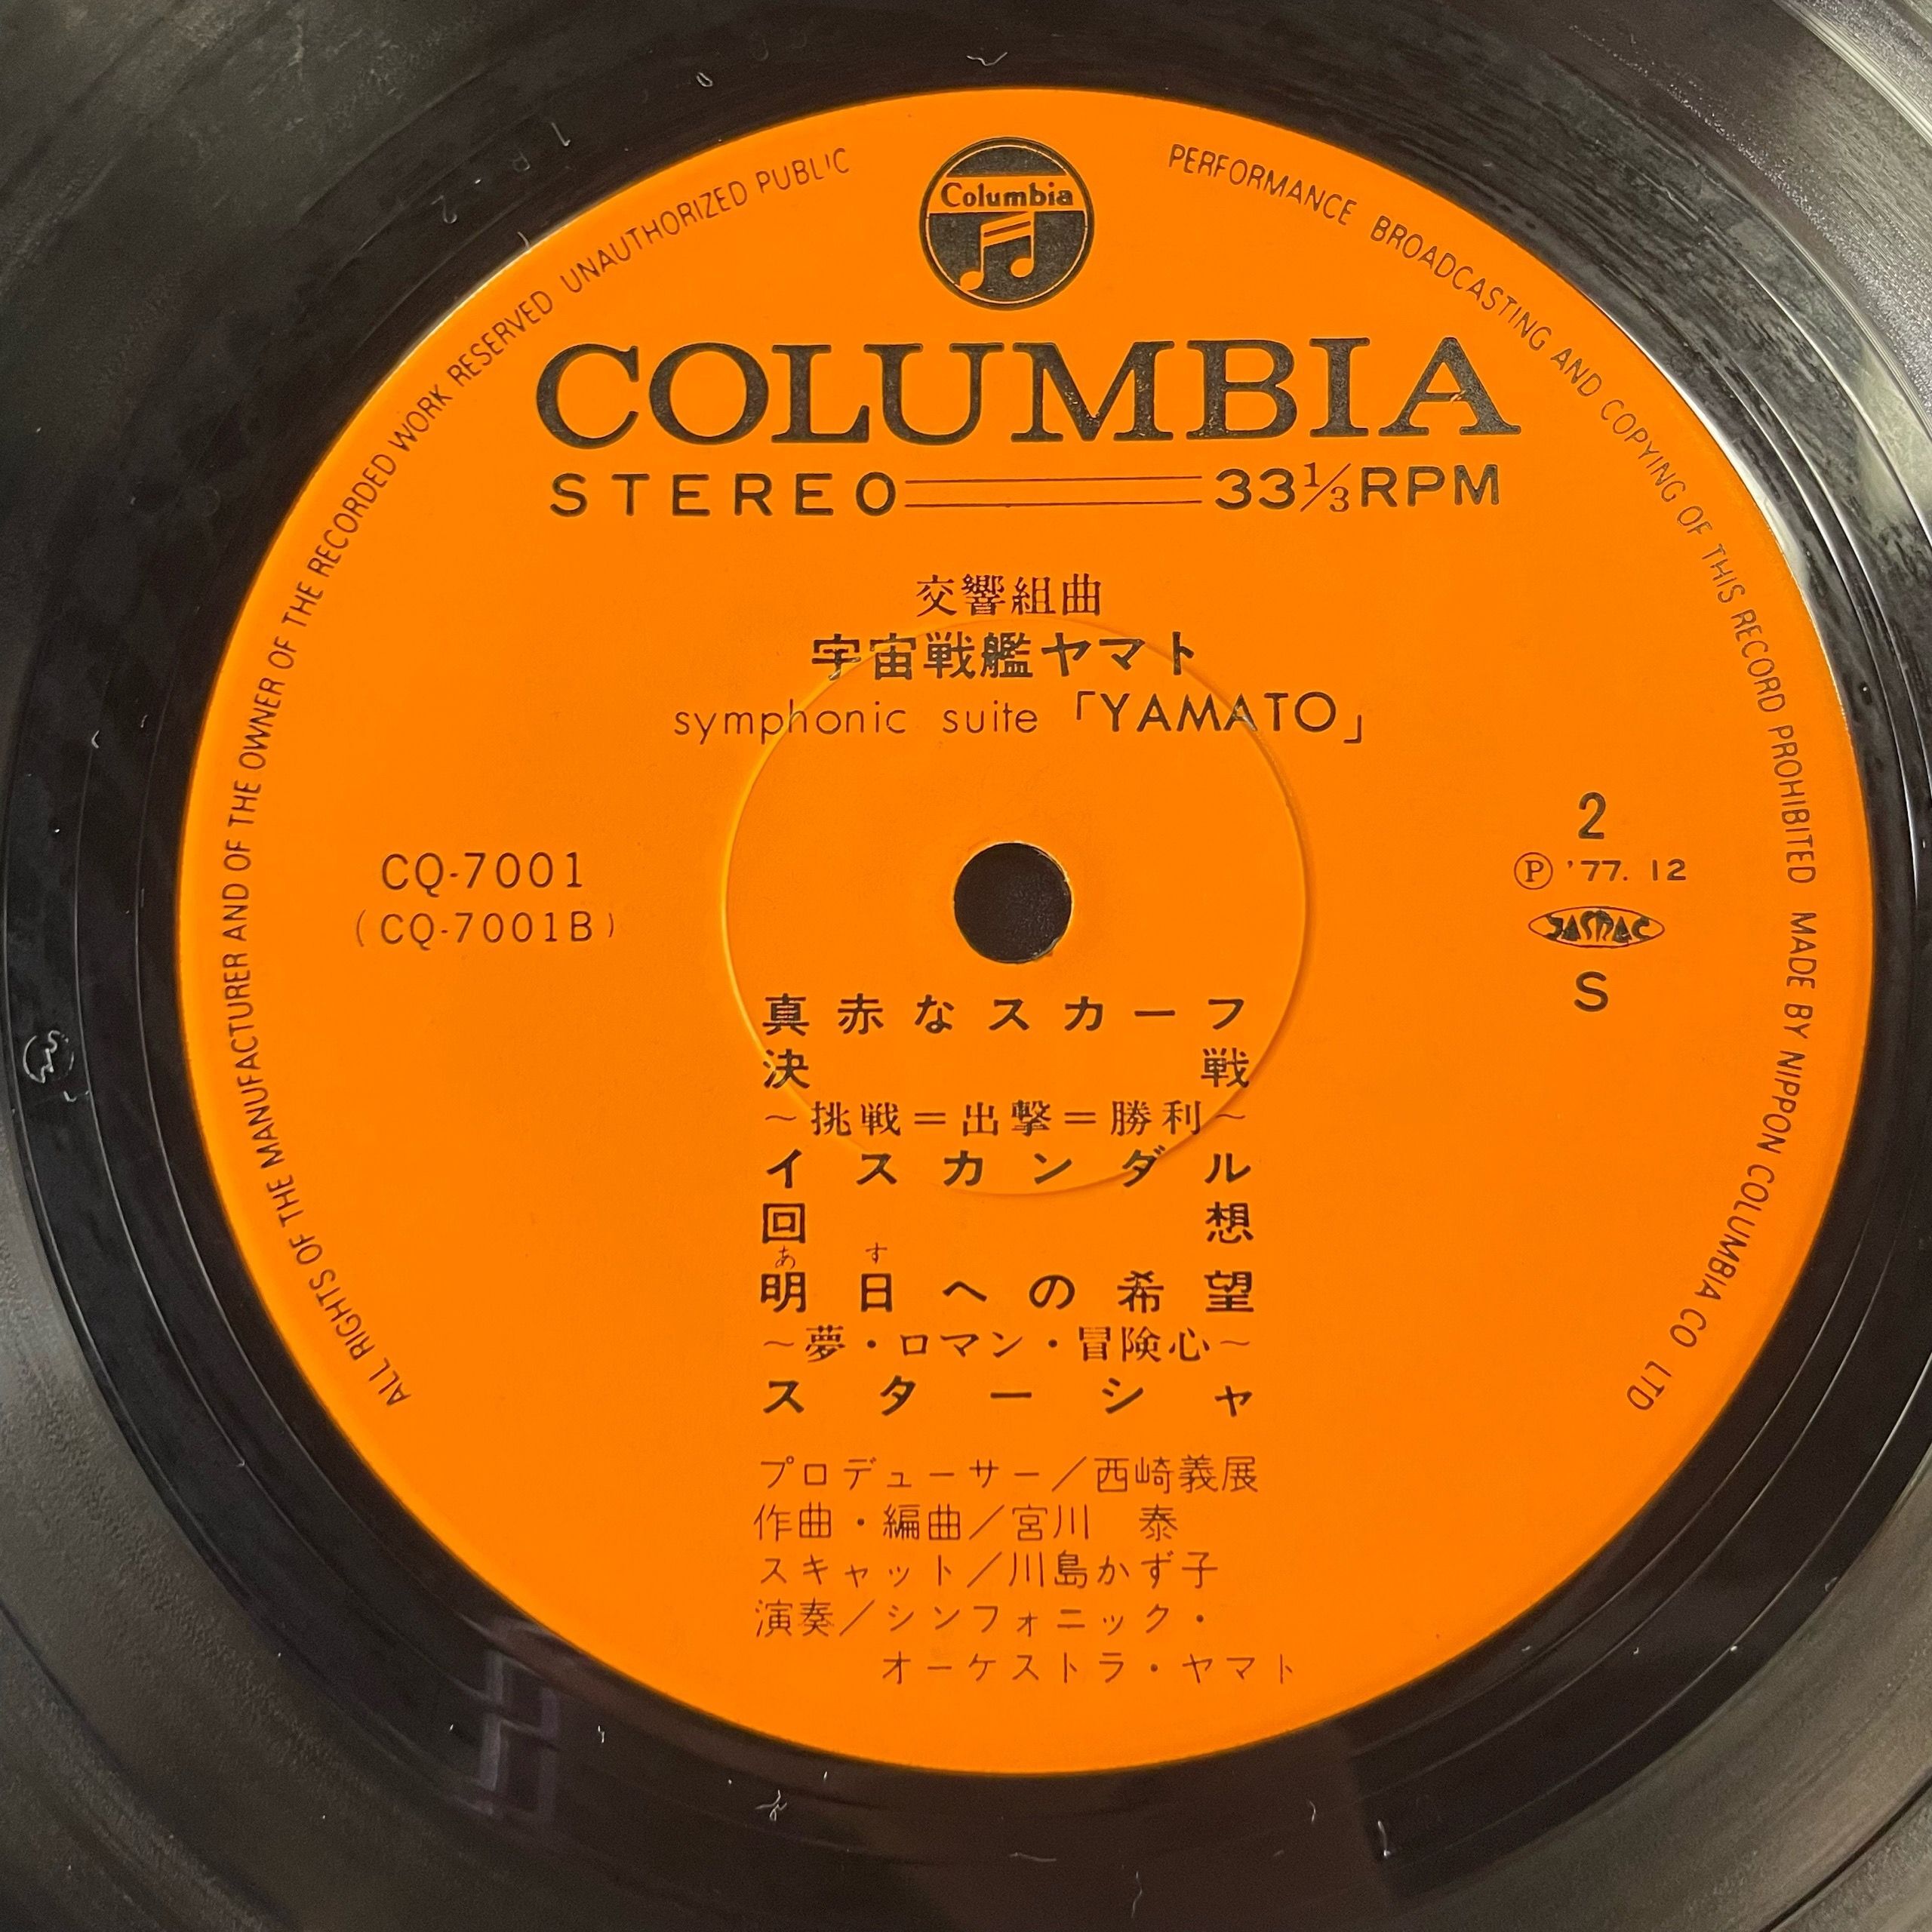 Columbia
COLUMBIA
STEREO 33⅓RPM
交響組曲
宇宙戦艦ヤマト
symphonic suite 「YAMATO」
CQ-7001
(CQ-7001B)
2
Ⓟ '77. 12
JASRAC
S
真赤なスカーフ
決戦
～挑戦＝出撃＝勝利～
イスカンダル
回想
あす
明日への希望
～夢・ロマン・冒険心～
スターシャ
プロデューサー／西崎義展
作曲・編曲／宮川 泰
スキャット／川島かず子
演奏／シンフォニック・
オーケストラ・ヤマト
ALL RIGHTS OF THE MANUFACTURER AND OF THE OWNER OF THE RECORDED WORK RESERVED UNAUTHORIZED PUBLIC PERFORMANCE BROADCASTING AND COPYING OF THIS RECORD PROHIBITED MADE BY NIPPON COLUMBIA CO LTD